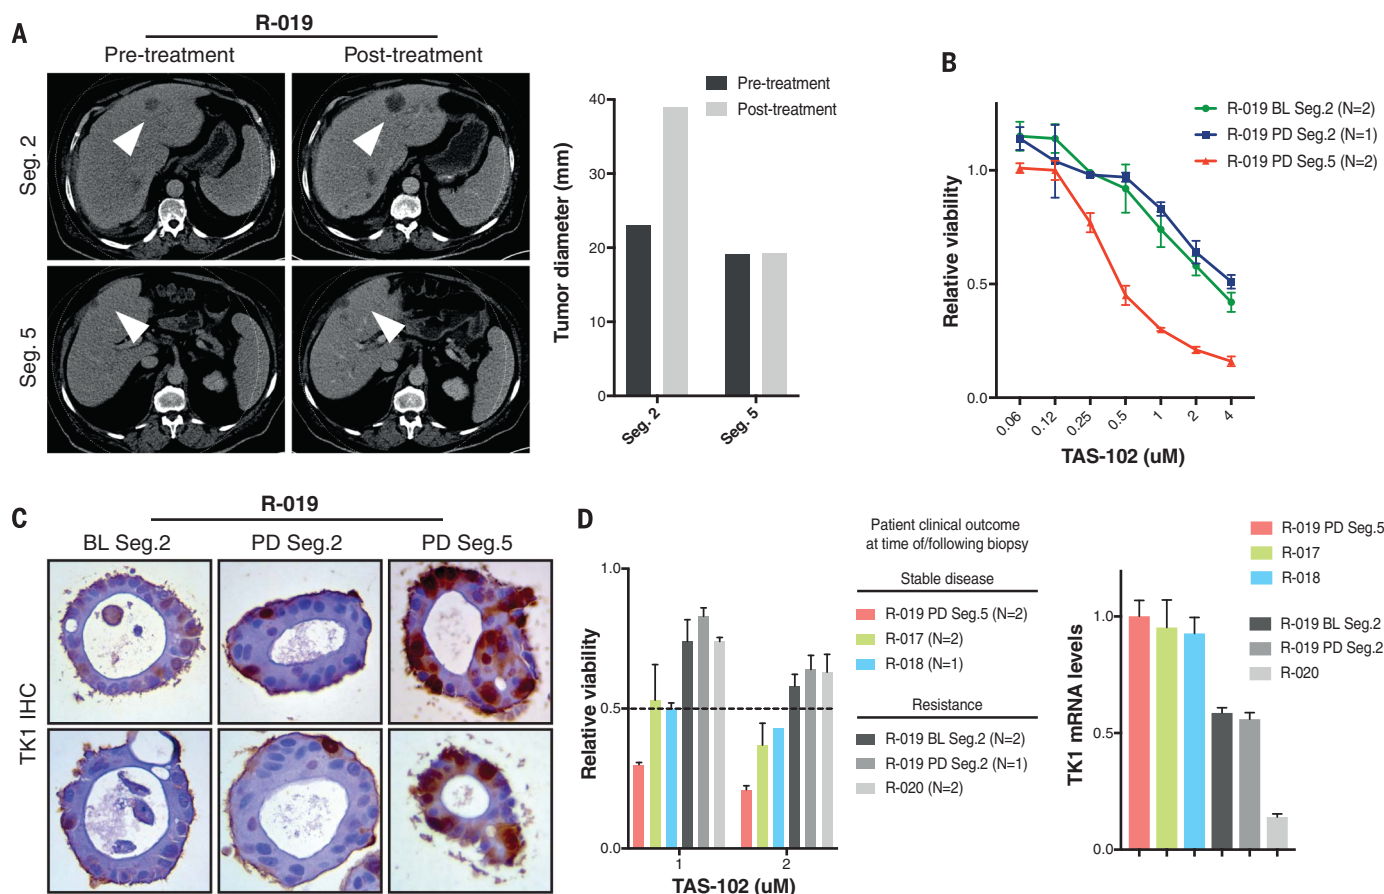 A
R-019
Pre-treatment
Post-treatment
Seg. 2
Seg. 5
Pre-treatment
Post-treatment
Tumor diameter (mm)
40
30
20
10
0
Seg. 2
Seg. 5
B
R-019 BL Seg.2 (N=2)
R-019 PD Seg.2 (N=1)
R-019 PD Seg.5 (N=2)
Relative viability
1.0
0.5
0.0
0.06
0.12
0.25
0.5
1
2
4
TAS-102 (uM)
C
R-019
BL Seg.2
PD Seg.2
PD Seg.5
TK1 IHC
D
Relative viability
1.0
0.5
0.0
1
2
TAS-102 (uM)
Patient clinical outcome
at time of/following biopsy
Stable disease
R-019 PD Seg.5 (N=2)
R-017 (N=2)
R-018 (N=1)
Resistance
R-019 BL Seg.2 (N=2)
R-019 PD Seg.2 (N=1)
R-020 (N=2)
R-019 PD Seg.5
R-017
R-018
R-019 BL Seg.2
R-019 PD Seg.2
R-020
TK1 mRNA levels
1.0
0.5
0.0